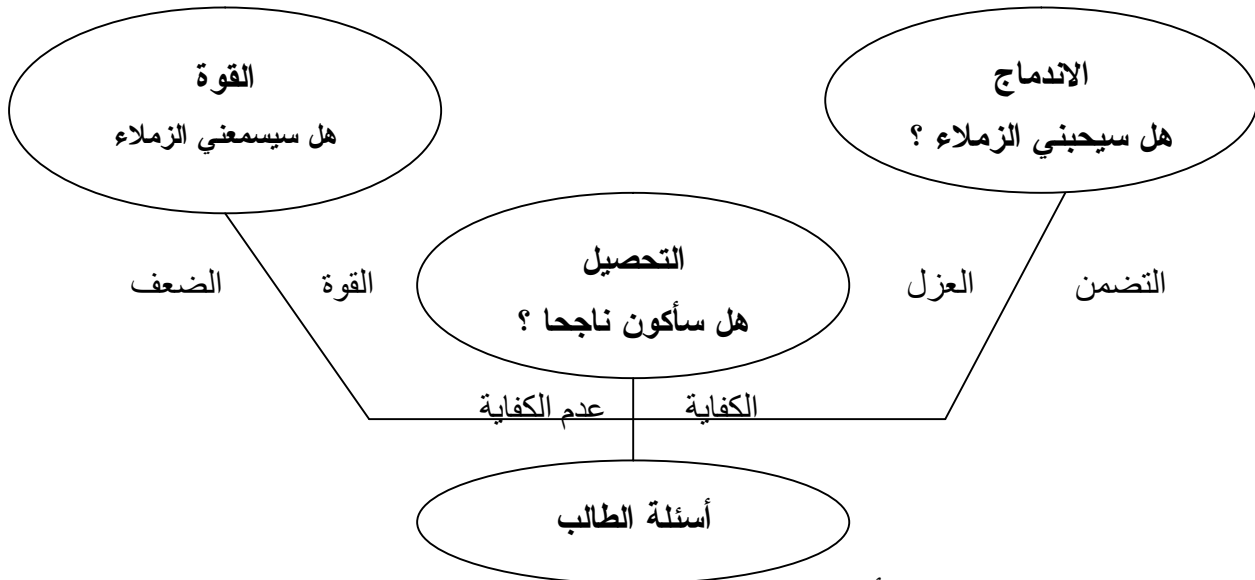 الاندماج
هل سيحبني الزملاء ؟
القوة
هل سيسمعني الزملاء
التحصيل
هل سأكون ناجحا ؟
التضمن
العزل
القوة
الضعف
الكفاية
عدم الكفاية
أسئلة الطالب